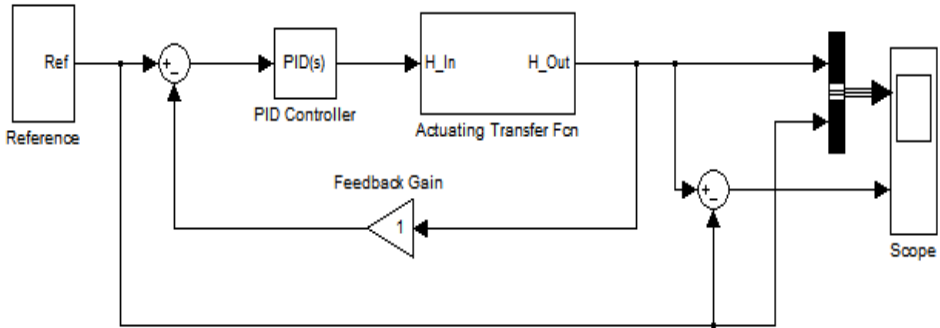 Ref
Reference
+
−
PID(s)
PID Controller
H_In
H_Out
Actuating Transfer Fcn
Feedback Gain
1
+
−
Scope